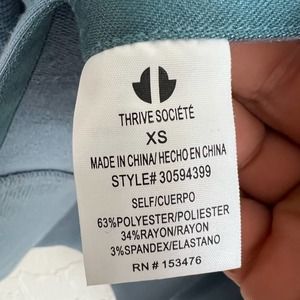 THRIVE SOCIÉTÉ
XS
MADE IN CHINA/ HECHO EN CHINA
STYLE# 30594399
SELF/CUERPO
63%POLYESTER/POLIESTER
34%RAYON/RAYON
3%SPANDEX/ELASTANO
RN # 153476